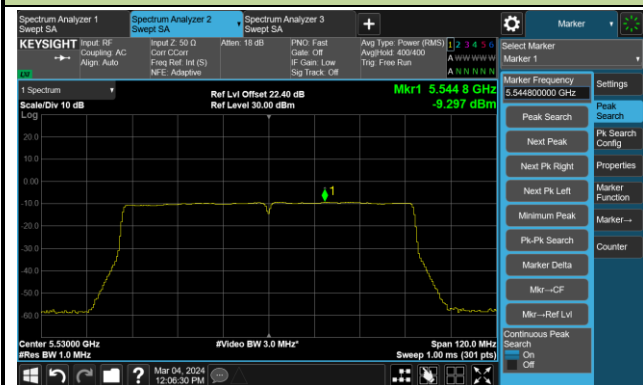 Spectrum Analyzer 1
Swept SA
Spectrum Analyzer 2
Swept SA
Spectrum Analyzer 3
Swept SA
+
Marker
KEYSIGHT
Input: RF
Coupling: AC
Align: Auto
Input Z: 50 Ω
Corr CCorr
Freq Ref: Int (S)
NFE: Adaptive
Atten: 18 dB
PNO: Fast
Gate: Off
IF Gain: Low
Sig Track: Off
Avg Type: Power (RMS)
Avg|Hold: 400/400
Trig: Free Run
1 2 3 4 5 6
A W W W W W
A N N N N N
Select Marker
Marker 1
1 Spectrum
Scale/Div 10 dB
Log
Ref Lvl Offset 22.40 dB
Ref Level 30.00 dBm
Mkr1 5.544 8 GHz
-9.297 dBm
20.0
10.0
0.00
-10.0
-20.0
-30.0
-40.0
-50.0
-60.0
1
Center 5.53000 GHz
#Res BW 1.0 MHz
#Video BW 3.0 MHz*
Span 120.0 MHz
Sweep 1.00 ms (301 pts)
Marker Frequency
5.544800000 GHz
Peak Search
Next Peak
Next Pk Right
Next Pk Left
Minimum Peak
Pk-Pk Search
Marker Delta
Mkr→CF
Mkr→Ref Lvl
Continuous Peak
Search
On
Off
Settings
Peak
Search
Pk Search
Config
Properties
Marker
Function
Marker→
Counter
?
Mar 04, 2024
12:06:30 PM